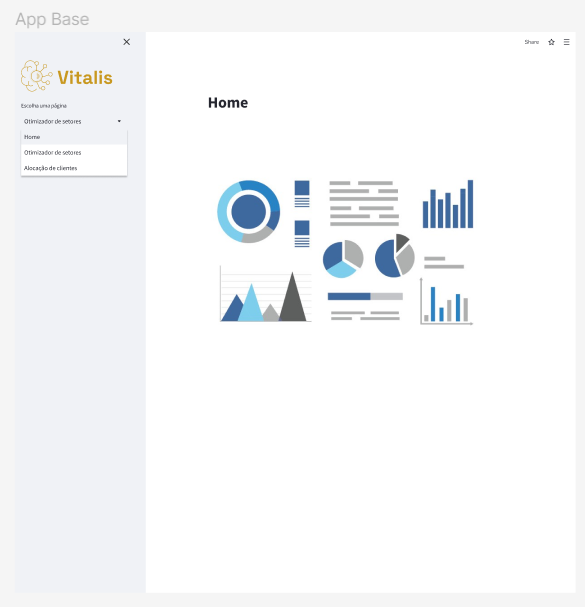 App Base
Share
Vitalis
Escolha uma página
Otimizador de setores
Home
Otimizador de setores
Alocação de clientes
Home